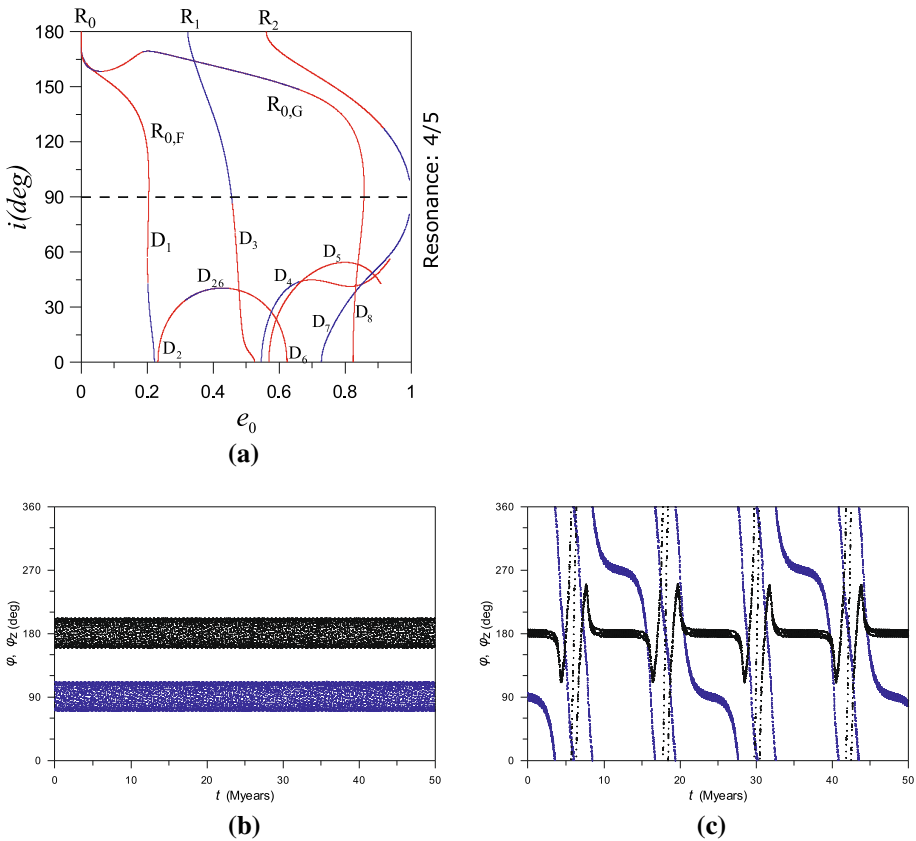 R₀ R₁ R₂
180
150
120
90
60
30
0
i(deg)
R₀,F
R₀,G
D₁
D₃
D₅
D₄
D₂₆
D₇
D₈
D₂
D₆
0 0.2 0.4 0.6 0.8 1
e₀
Resonance: 4/5
(a)
360
270
180
90
0
φ, φz (deg)
0 10 20 30 40 50
t (Myears)
(b)
360
270
180
90
0
φ, φz (deg)
0 10 20 30 40 50
t (Myears)
(c)